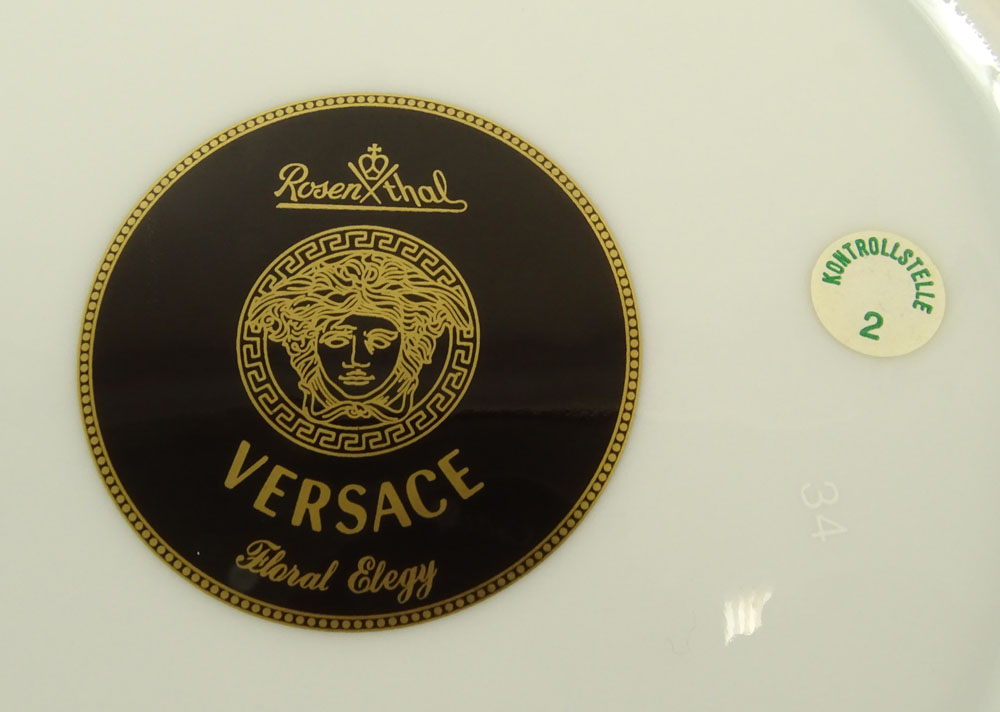 Rosenthal
VERSACE
Floral Elegy
KONTROLLSTELLE
2
34